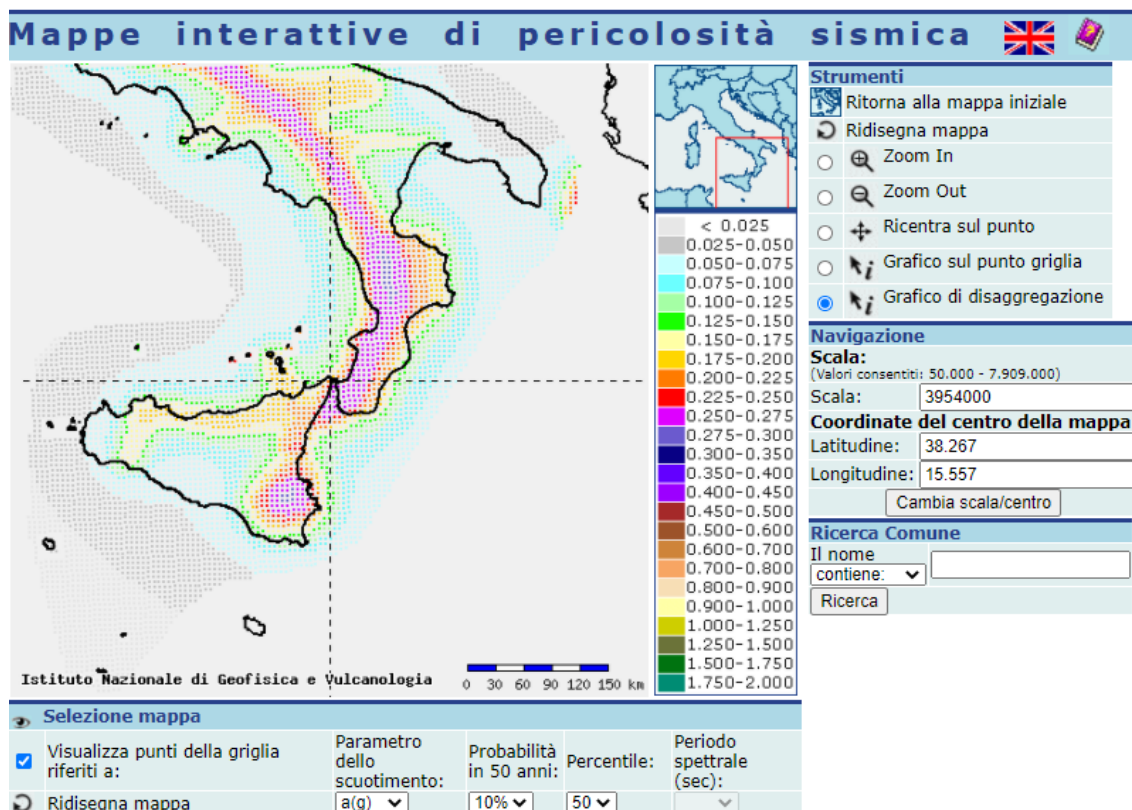 Mappe interattive di pericolosità sismica
Istituto Nazionale di Geofisica e Vulcanologia
0 30 60 90 120 150 km
< 0.025
0.025-0.050
0.050-0.075
0.075-0.100
0.100-0.125
0.125-0.150
0.150-0.175
0.175-0.200
0.200-0.225
0.225-0.250
0.250-0.275
0.275-0.300
0.300-0.350
0.350-0.400
0.400-0.450
0.450-0.500
0.500-0.600
0.600-0.700
0.700-0.800
0.800-0.900
0.900-1.000
1.000-1.250
1.250-1.500
1.500-1.750
1.750-2.000
Strumenti
Ritorna alla mappa iniziale
Ridisegna mappa
Zoom In
Zoom Out
Ricentra sul punto
Grafico sul punto griglia
Grafico di disaggregazione
Navigazione
Scala:
(Valori consentiti: 50.000 - 7.909.000)
Scala: 3954000
Coordinate del centro della mappa
Latitudine: 38.267
Longitudine: 15.557
Cambia scala/centro
Ricerca Comune
Il nome
contiene:
Ricerca
Selezione mappa
Visualizza punti della griglia
riferiti a:
Parametro
dello
scuotimento:
Probabilità
in 50 anni:
Percentile:
Periodo
spettrale
(sec):
Ridisegna mappa
a(g) 10% 50